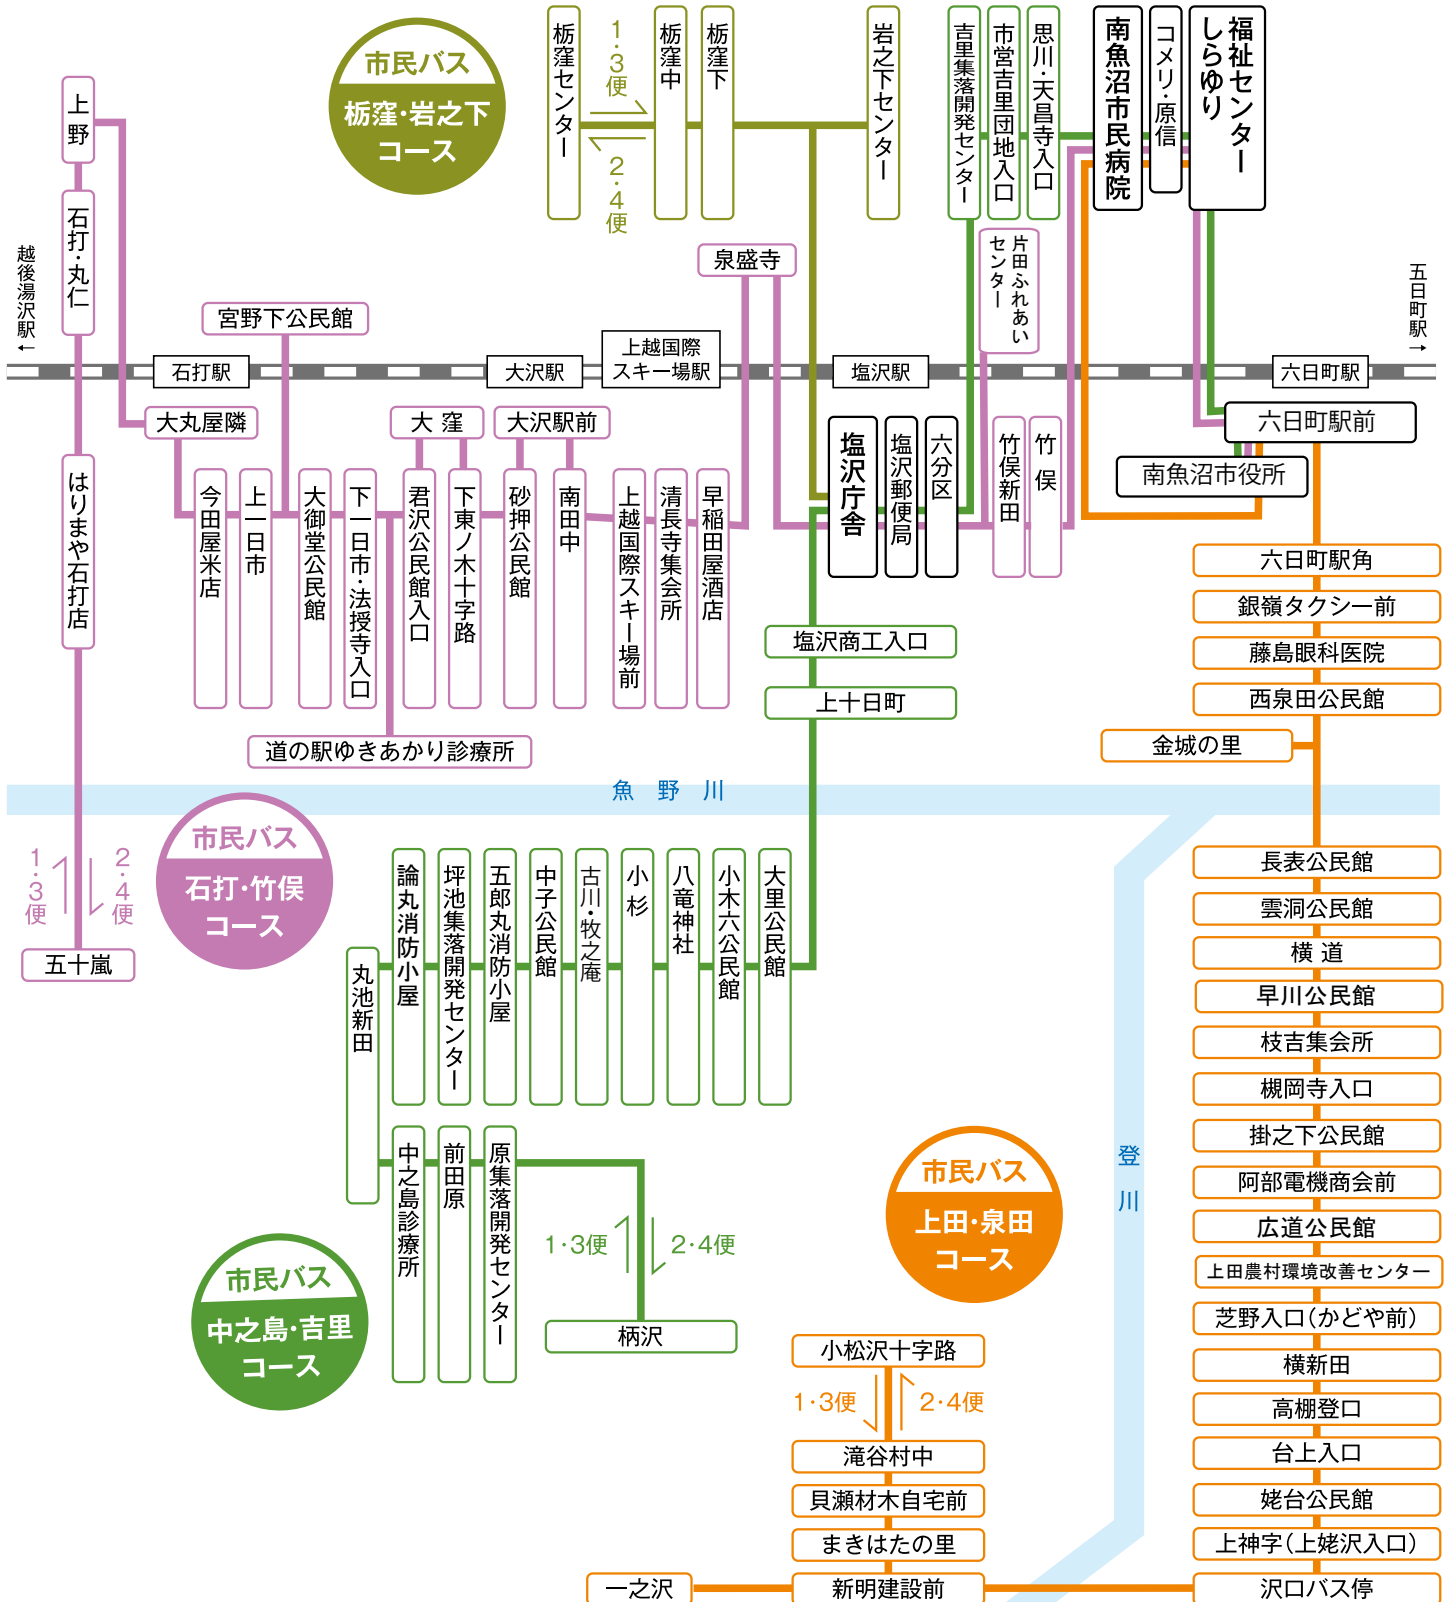 市民バス
栃窪・岩之下
コース
栃窪センター
1・3便
2・4便
栃窪中
栃窪下
岩之下センター
吉里集落開発センター
市営吉里団地入口
思川・天昌寺入口
南魚沼市民病院
コメリ・原信
福祉センター
しらゆり
上野
石打・丸仁
越後湯沢駅←
五日町駅→
泉盛寺
片田ふれあい
センター
宮野下公民館
石打駅
大沢駅
上越国際
スキー場駅
塩沢駅
六日町駅
大丸屋隣
大窪
大沢駅前
六日町駅前
南魚沼市役所
はりまや石打店
今田屋米店
上一日市
大御堂公民館
下一日市・法授寺入口
君沢公民館入口
下東ノ木十字路
砂押公民館
南田中
上越国際スキー場前
清長寺集会所
早稲田屋酒店
塩沢庁舎
塩沢郵便局
六分区
竹俣新田
竹俣
道の駅ゆきあかり診療所
塩沢商工入口
上十日町
六日町駅角
銀嶺タクシー前
藤島眼科医院
西泉田公民館
金城の里
魚野川
市民バス
石打・竹俣
コース
1・3便
2・4便
五十嵐
丸池新田
論丸消防小屋
坪池集落開発センター
五郎丸消防小屋
中子公民館
古川・牧之庵
小杉
八竜神社
小木六公民館
大里公民館
中之島診療所
前田原
原集落開発センター
1・3便
2・4便
柄沢
市民バス
中之島・吉里
コース
長表公民館
雲洞公民館
横道
早川公民館
枝吉集会所
槻岡寺入口
掛之下公民館
阿部電機商会前
広道公民館
上田農村環境改善センター
芝野入口(かどや前)
横新田
高棚登口
台上入口
姥台公民館
上神字(上姥沢入口)
沢口バス停
登川
市民バス
上田・泉田
コース
小松沢十字路
1・3便
2・4便
滝谷村中
貝瀬材木自宅前
まきはたの里
新明建設前
一之沢